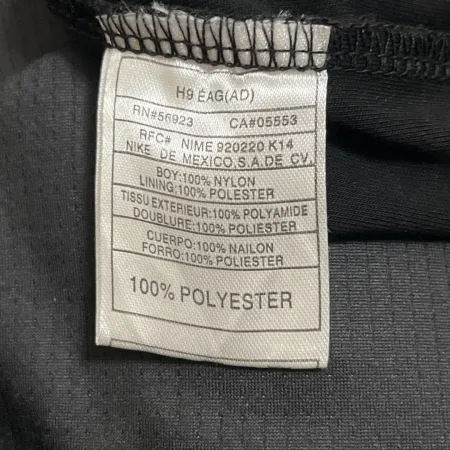 H9 EAG(AD)
RN#56923 CA#05553
RFC# NIME 920220 K14
NIKE DE MEXICO,S.A.DE CV.
BOY:100% NYLON
LINING:100% POLESTER
TISSU EXTERIEUR:100% POLYAMIDE
DOUBLURE:100% POLYESTER
CUERPO:100% NAILON
FORRO:100% POLIESTER
100% POLYESTER